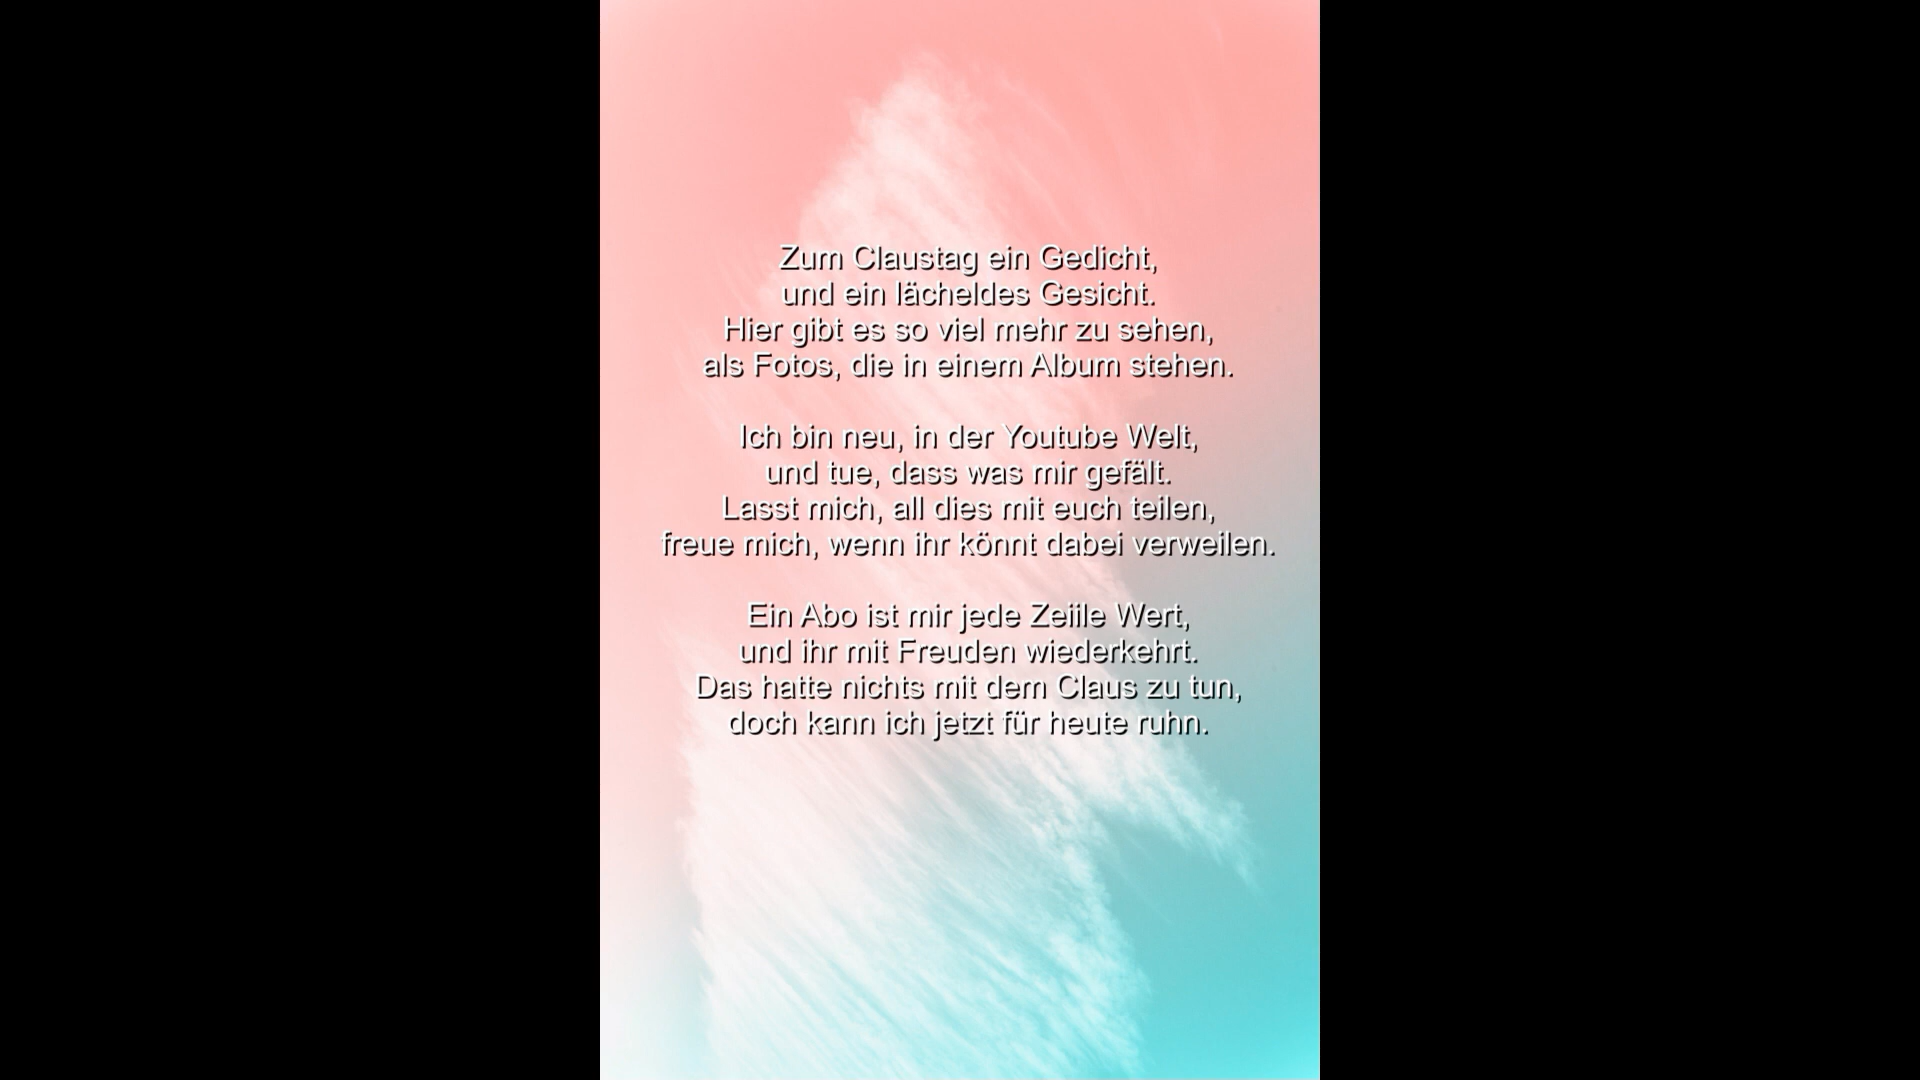 Zum Claustag ein Gedicht,
und ein lächeldes Gesicht.
Hier gibt es so viel mehr zu sehen,
als Fotos, die in einem Album stehen.
Ich bin neu, in der Youtube Welt,
und tue, dass was mir gefält.
Lasst mich, all dies mit euch teilen,
freue mich, wenn ihr könnt dabei verweilen.
Ein Abo ist mir jede Zeiile Wert,
und ihr mit Freuden wiederkehrt.
Das hatte nichts mit dem Claus zu tun,
doch kann ich jetzt für heute ruhn.